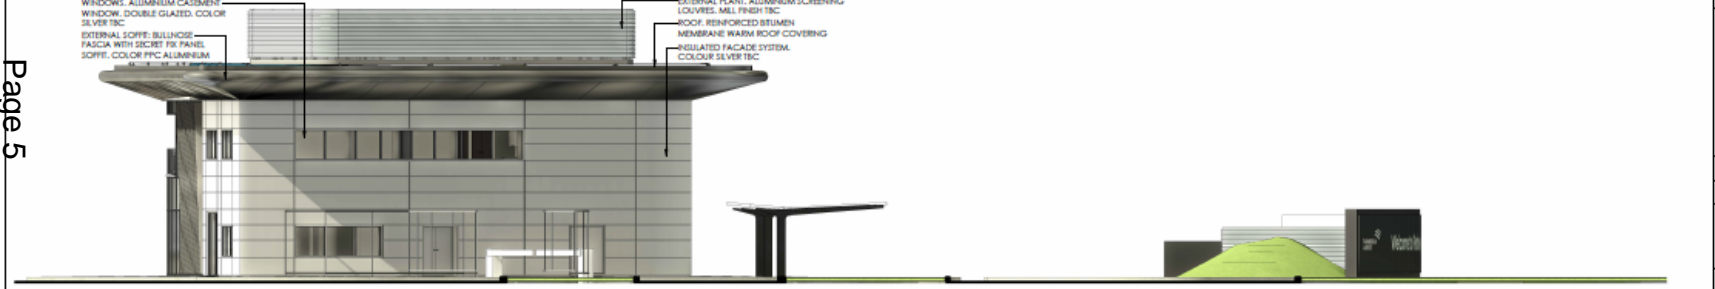 WINDOWS. ALUMINIUM CASEMENT
WINDOW. DOUBLE GLAZED. COLOR
SILVER TBC
EXTERNAL SOFFIT: BULLNOSE
FASCIA WITH SECRET FIX PANEL
SOFFIT. COLOR PPC ALUMINIUM
EXTERNAL PLANT. ALUMINIUM SCREENING
LOUVRES. MILL FINISH TBC
ROOF. REINFORCED BITUMEN
MEMBRANE WARM ROOF COVERING
INSULATED FACADE SYSTEM.
COLOUR SILVER TBC
Page 5